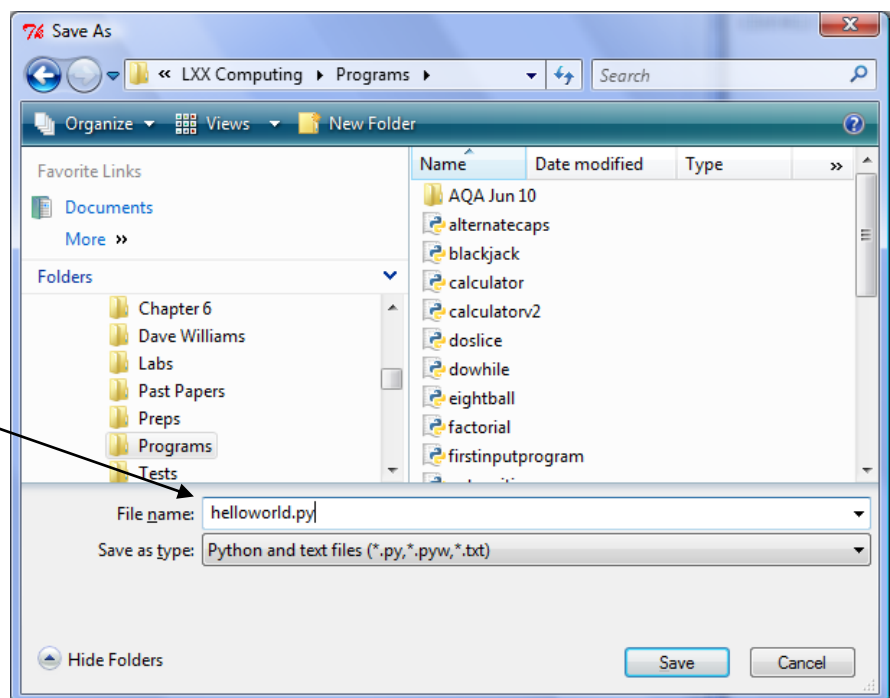 Save As
« LXX Computing Programs
Search
Organize Views New Folder
Favorite Links
Documents
More »
Folders
Chapter 6
Dave Williams
Labs
Past Papers
Preps
Programs
Tests
Name Date modified Type »
AQA Jun 10
alternatecaps
blackjack
calculator
calculatorv2
doslice
dowhile
eightball
factorial
firstinputprogram
File name: helloworld.py
Save as type: Python and text files (*.py,*.pyw,*.txt)
Hide Folders
Save Cancel